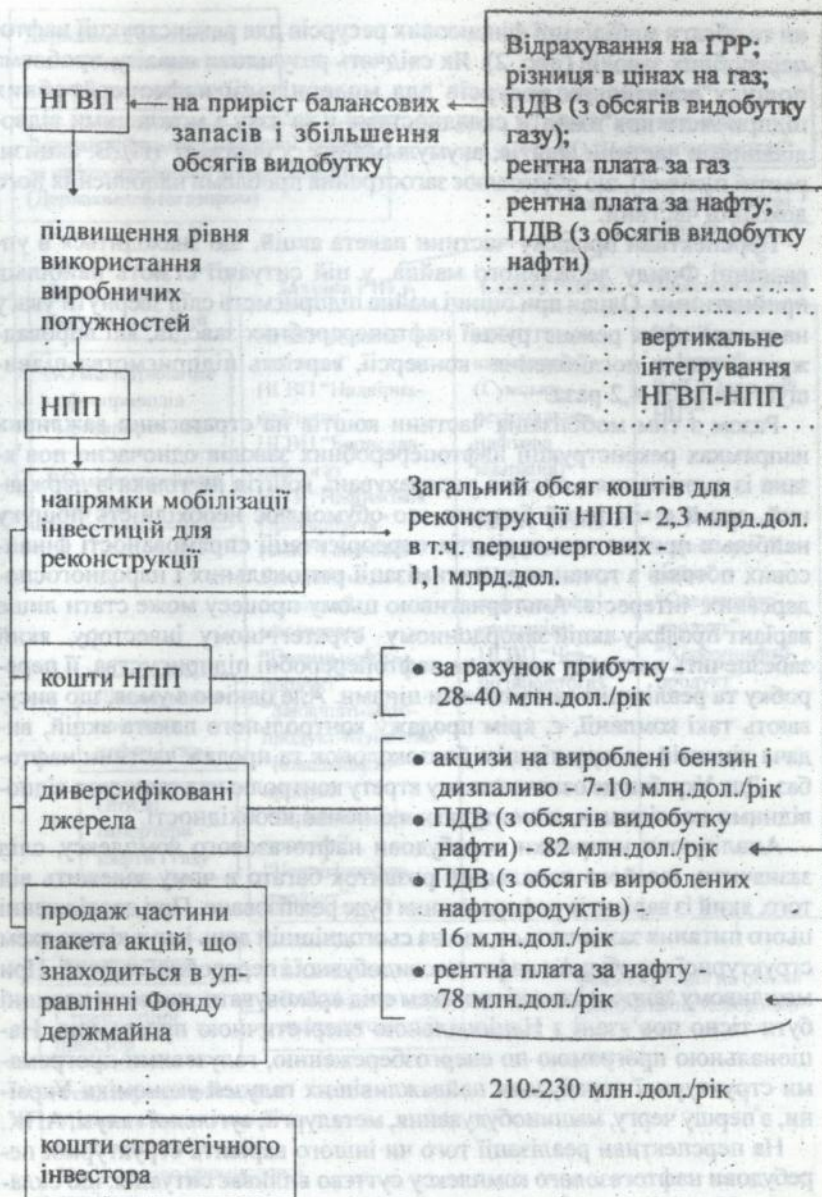 Відрахування на ГРР;
різниця в цінах на газ;
ПДВ (з обсягів видобутку
газу);
рентна плата за газ
рентна плата за нафту;
ПДВ (з обсягів видобутку
нафти)
НГВП
на приріст балансових
запасів і збільшення
обсягів видобутку
підвищення рівня
використання
виробничих
потужностей
вертикальне
інтегрування
НГВП-НПП
НПП
напрямки мобілізації
інвестицій для
реконструкції
Загальний обсяг коштів для
реконструкції НПП - 2,3 млрд.дол.
в т.ч. першочергових -
1,1 млрд.дол.
кошти НПП
● за рахунок прибутку -
28-40 млн.дол./рік
диверсифіковані
джерела
● акцизи на вироблені бензин і
дизпаливо - 7-10 млн.дол./рік
● ПДВ (з обсягів видобутку
нафти) - 82 млн.дол./рік
● ПДВ (з обсягів вироблених
нафтопродуктів) -
16 млн.дол./рік
● рентна плата за нафту
78 млн.дол./рік
продаж частини
пакета акцій, що
знаходиться в уп-
равлінні Фонду
держмайна
210-230 млн.дол./рік
кошти стратегічного
інвестора